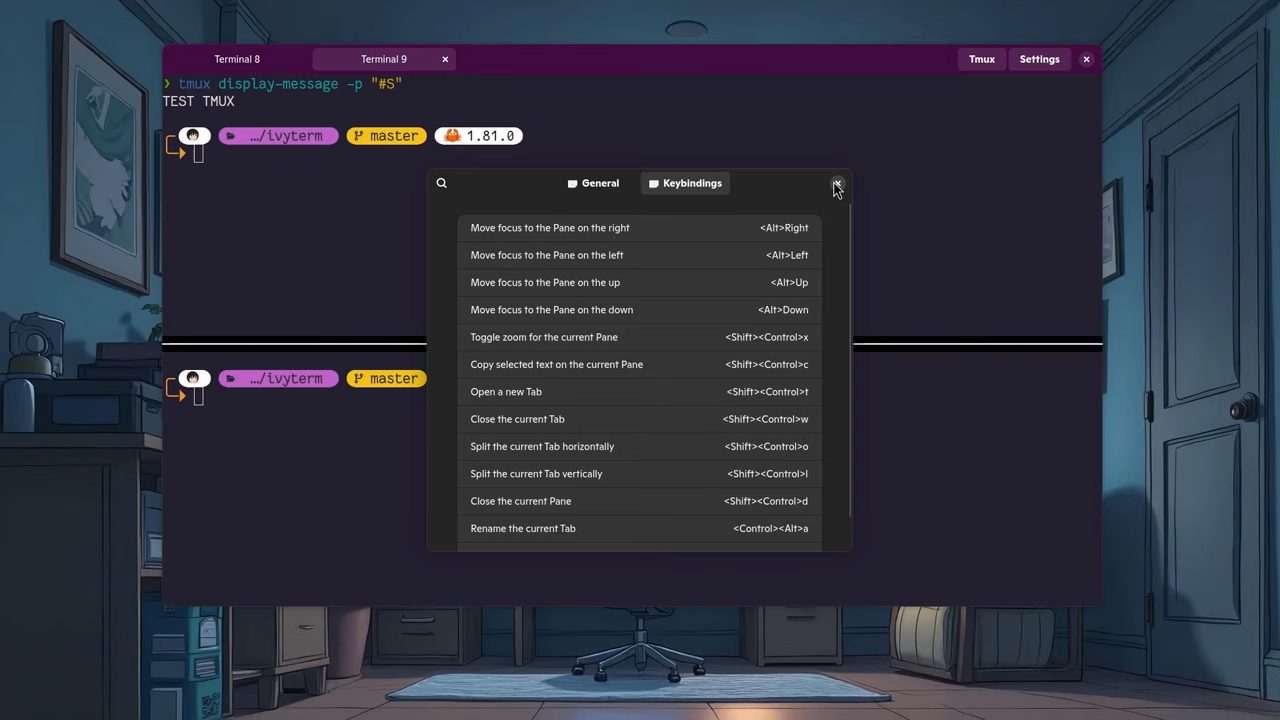 Terminal 8 Terminal 9 Tmux Settings
❯ tmux display-message -p "#S"
TEST TMUX
…/ivyterm master 1.81.0
General Keybindings
Move focus to the Pane on the right <Alt>Right
Move focus to the Pane on the left <Alt>Left
Move focus to the Pane on the up <Alt>Up
Move focus to the Pane on the down <Alt>Down
Toggle zoom for the current Pane <Shift><Control>x
Copy selected text on the current Pane <Shift><Control>c
Open a new Tab <Shift><Control>t
Close the current Tab <Shift><Control>w
Split the current Tab horizontally <Shift><Control>o
Split the current Tab vertically <Shift><Control>l
Close the current Pane <Shift><Control>d
Rename the current Tab <Control><Alt>a
…/ivyterm master